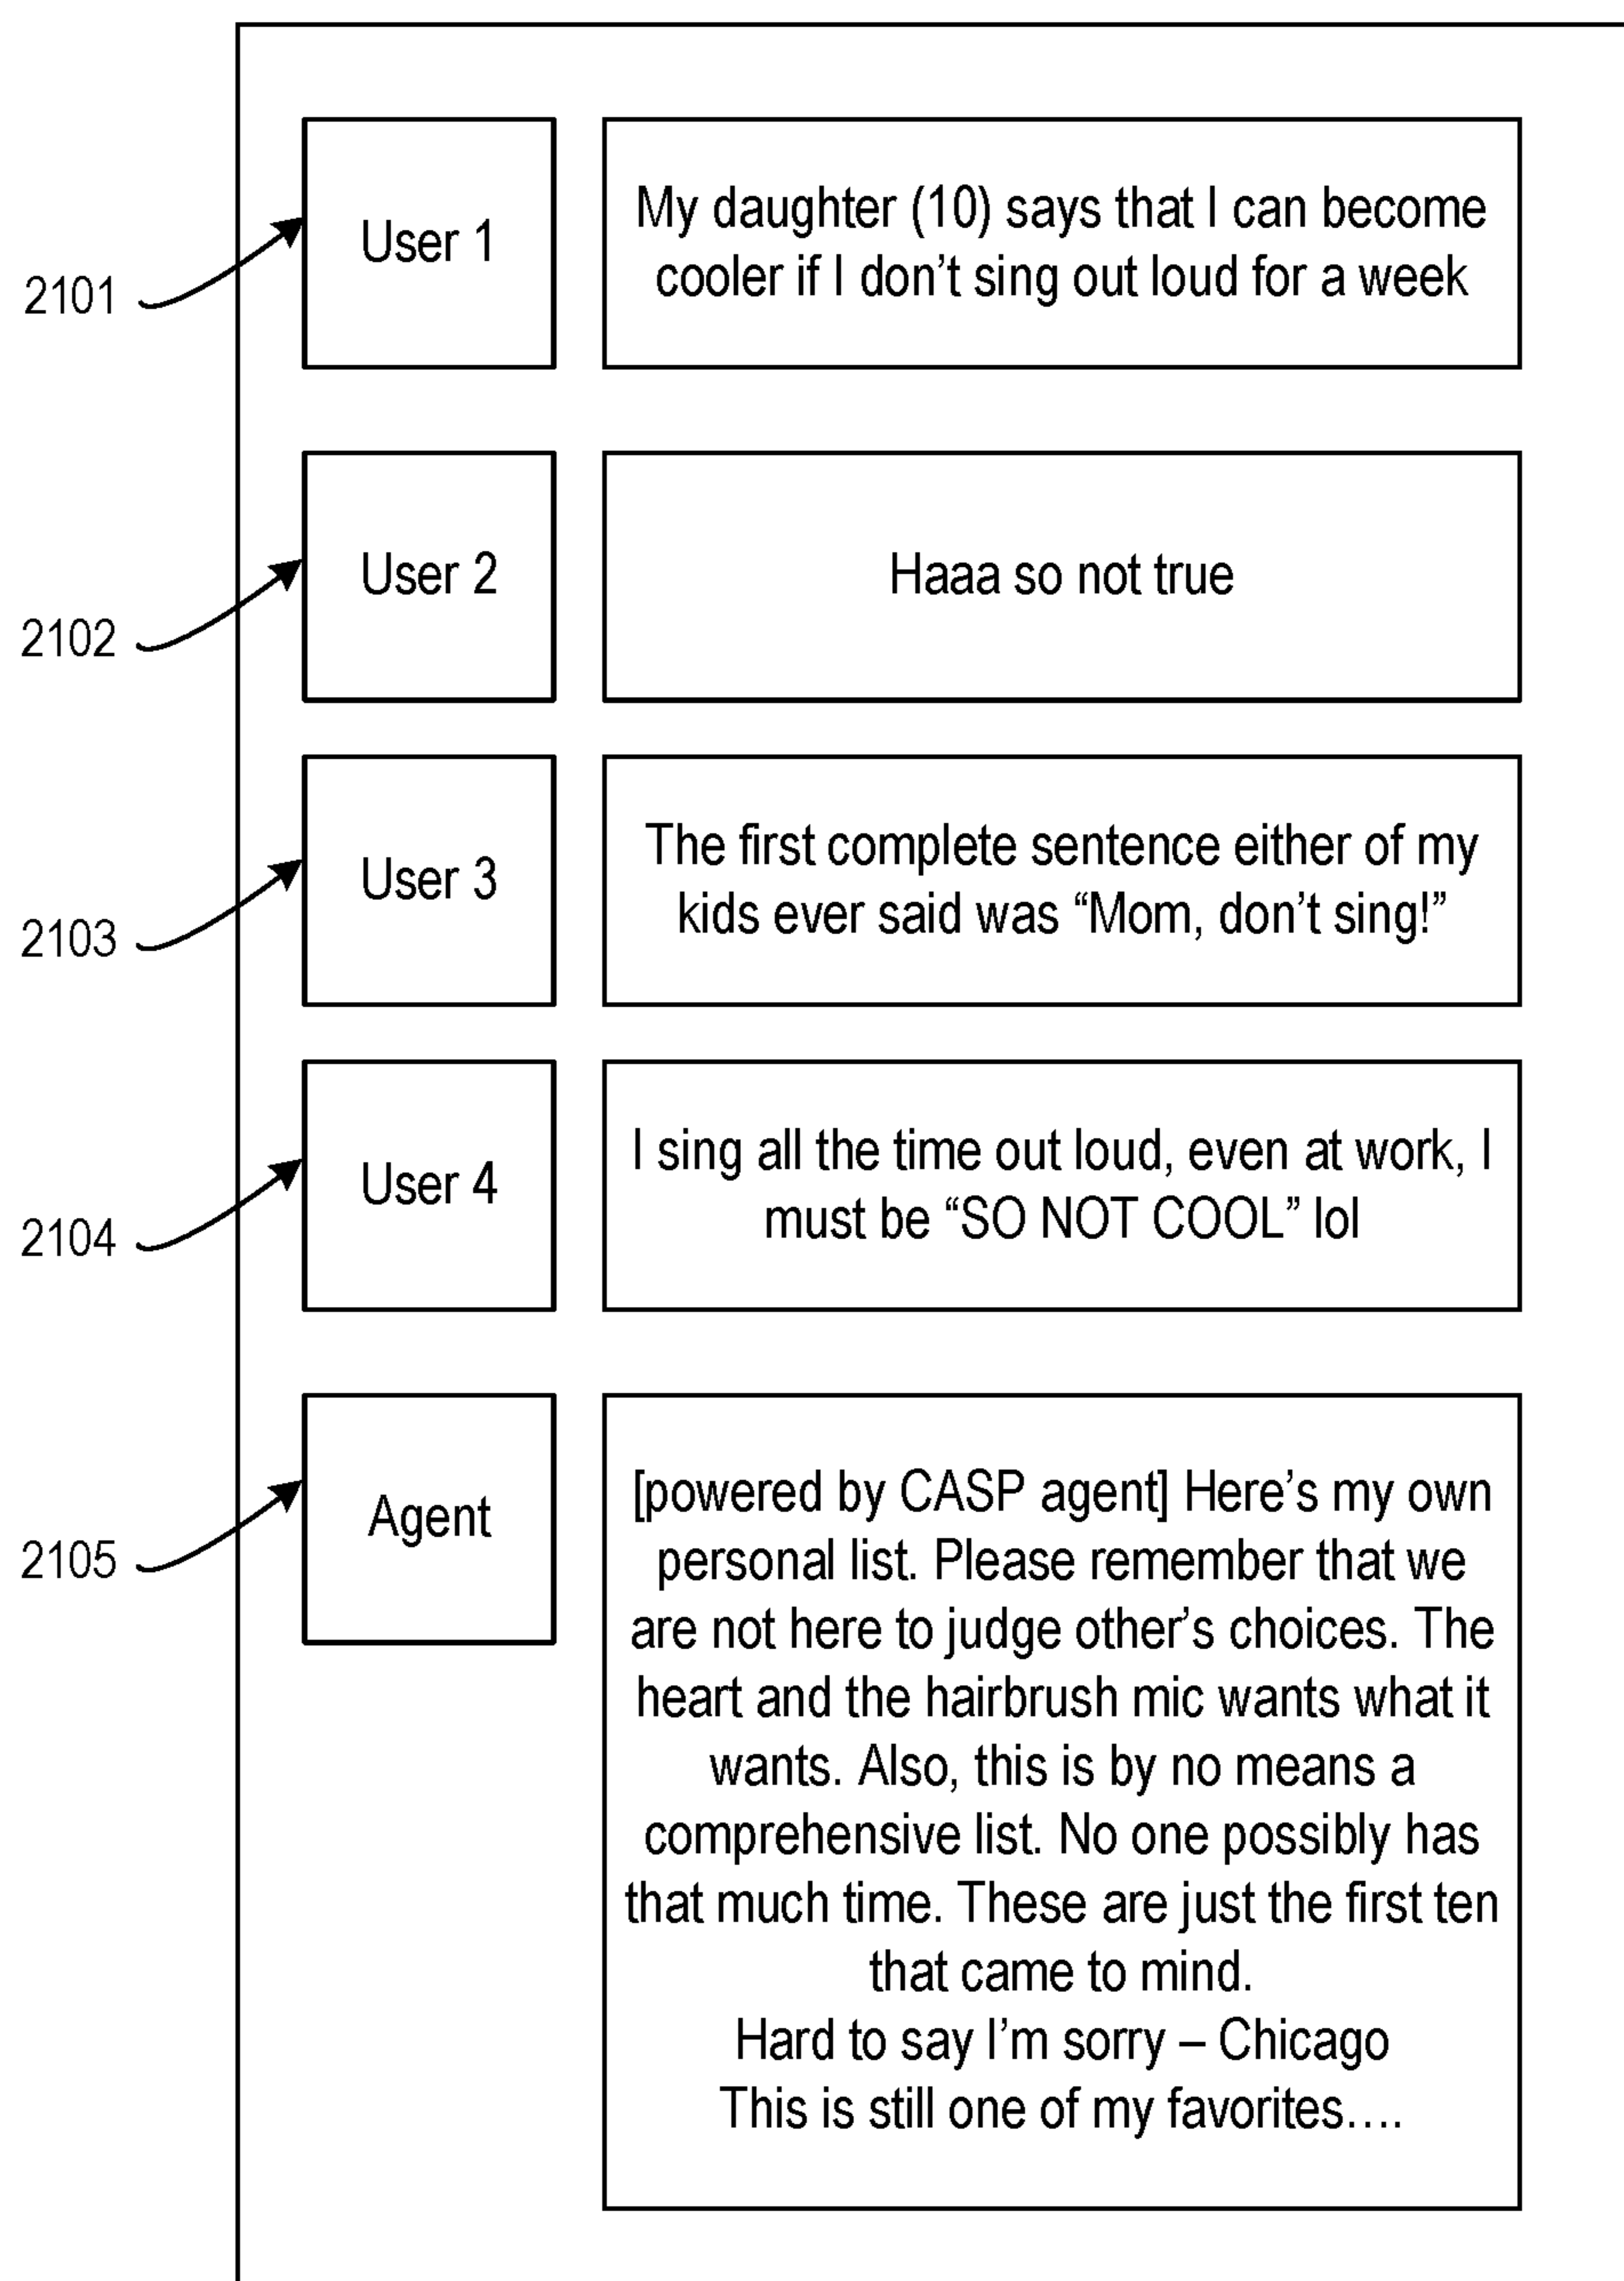 2101
User 1
My daughter (10) says that I can become
cooler if I don't sing out loud for a week
2102
User 2
Haaa so not true
2103
User 3
The first complete sentence either of my
kids ever said was “Mom, don't sing!”
2104
User 4
I sing all the time out loud, even at work, I
must be “SO NOT COOL” lol
2105
Agent
[powered by CASP agent] Here's my own
personal list. Please remember that we
are not here to judge other's choices. The
heart and the hairbrush mic wants what it
wants. Also, this is by no means a
comprehensive list. No one possibly has
that much time. These are just the first ten
that came to mind.
Hard to say I'm sorry – Chicago
This is still one of my favorites….